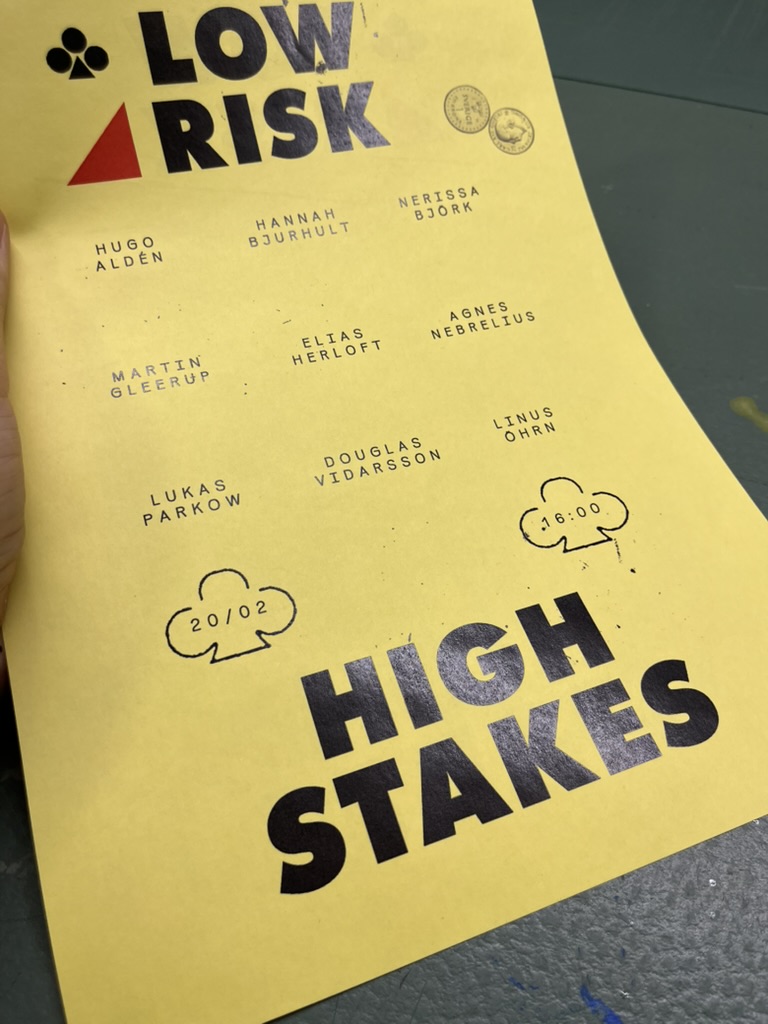 LOW
RISK
HUGO
ALDÉN
HANNAH
BJURHULT
NERISSA
BJÖRK
MARTIN
GLEERUP
ELIAS
HERLOFT
AGNES
NEBRELIUS
LUKAS
PARKOW
DOUGLAS
VIDARSSON
LINUS
ÖHRN
16:00
20/02
HIGH
STAKES